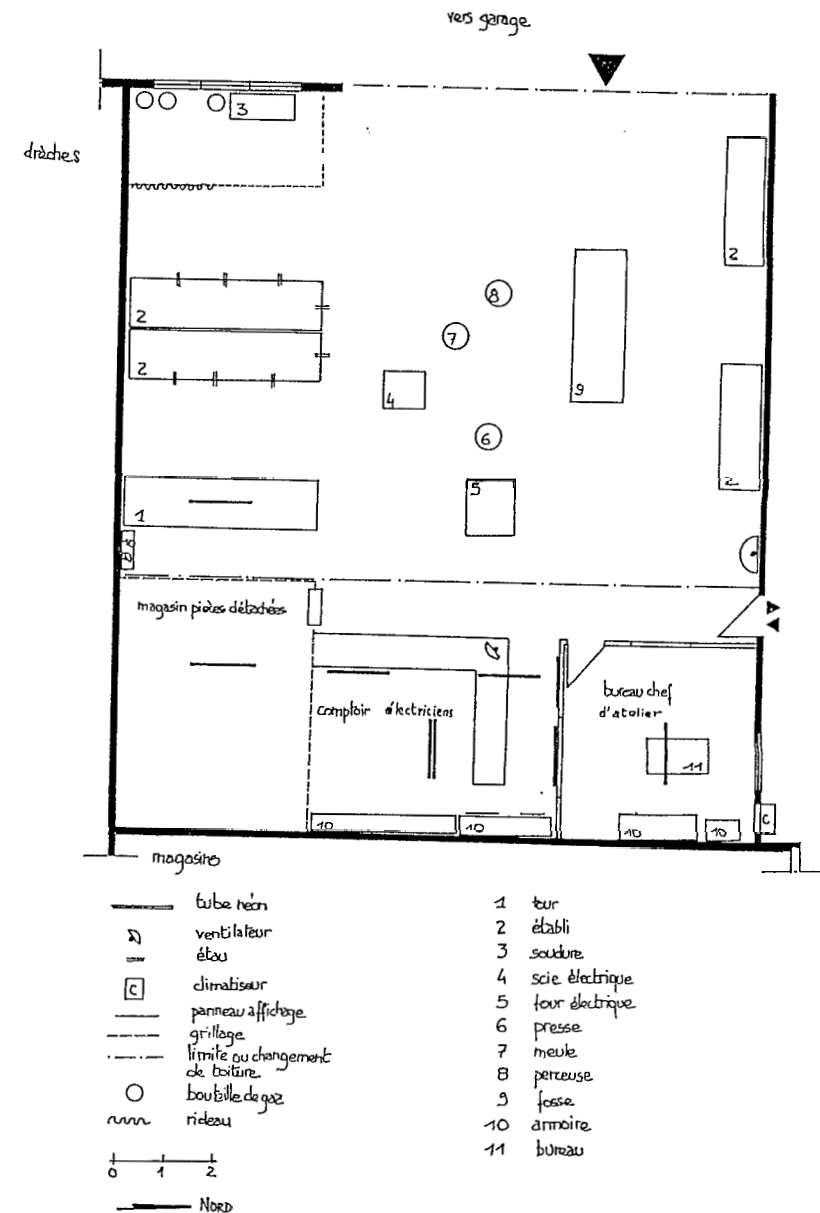 vers garage
3
drâches
2
8
2
7
2
4
9
6
5
2
1
magasin pièces détachées
comptoir électriciens
bureau chef
d'atelier
11
10
10
10
10
C
magasins
tube néon
ventilateur
étau
C climatiseur
panneau affichage
grillage
limite ou changement
de toiture
bouteille de gaz
rideau
0 1 2
NORD
1 tour
2 établi
3 soudure
4 scie électrique
5 four électrique
6 presse
7 meule
8 perceuse
9 fosse
10 armoire
11 bureau